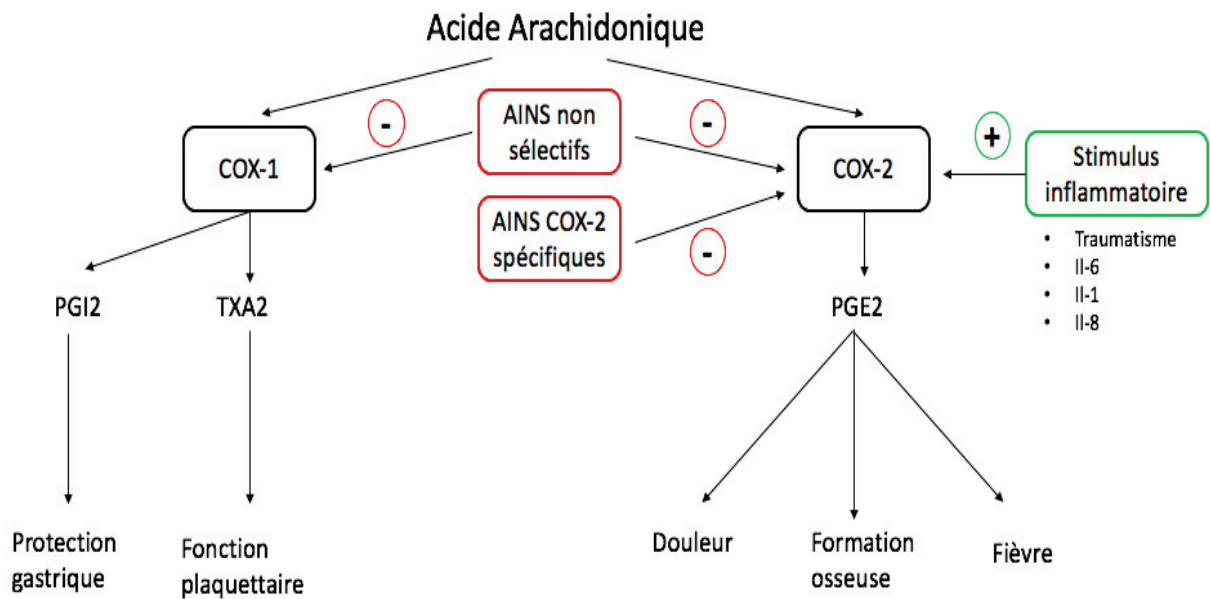 Acide Arachidonique
-
AINS non
sélectifs
-
+
COX-1
COX-2
Stimulus
inflammatoire
AINS COX-2
spécifiques
-
• Traumatisme
• Il-6
• Il-1
• Il-8
PGI2
TXA2
PGE2
Protection
gastrique
Fonction
plaquettaire
Douleur
Formation
osseuse
Fièvre